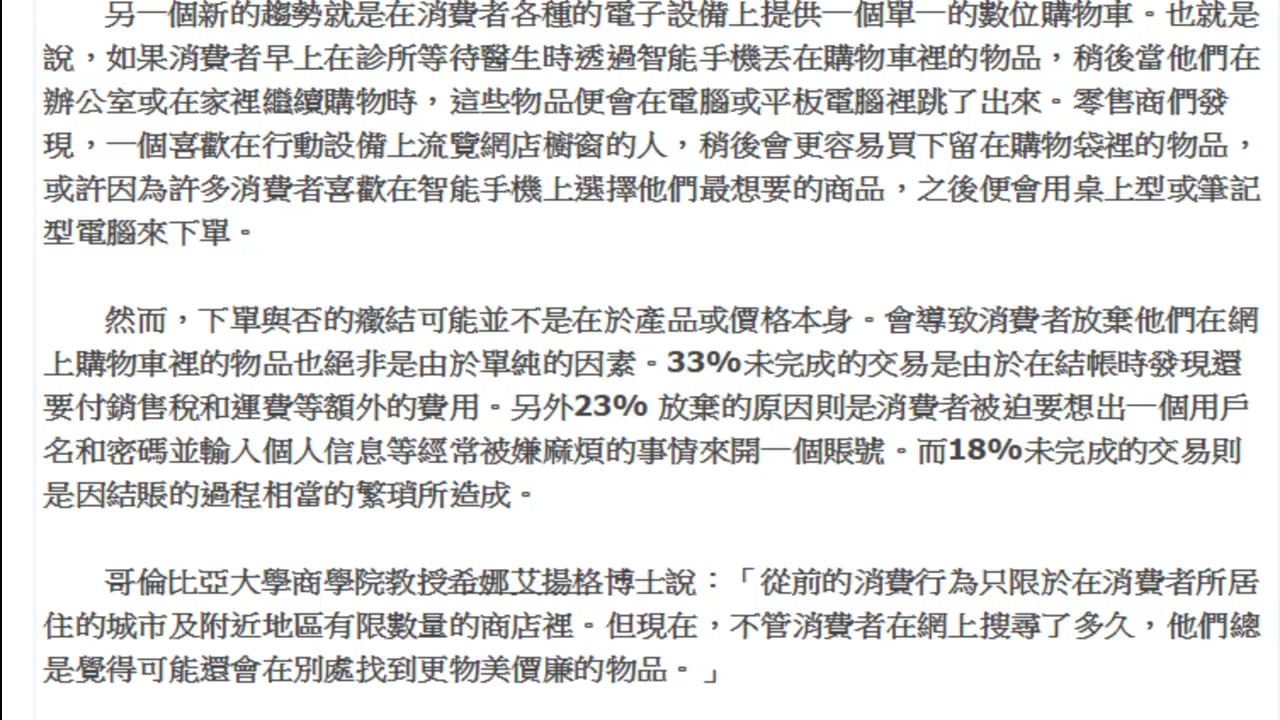 另一個新的趨勢就是在消費者各種的電子設備上提供一個單一的數位購物車。也就是
說，如果消費者早上在診所等待醫生時透過智能手機丟在購物車裡的物品，稍後當他們在
辦公室或在家裡繼續購物時，這些物品便會在電腦或平板電腦裡跳了出來。零售商們發
現，一個喜歡在行動設備上流覽網店櫥窗的人，稍後會更容易買下留在購物袋裡的物品，
或許因為許多消費者喜歡在智能手機上選擇他們最想要的商品，之後便會用桌上型或筆記
型電腦來下單。
然而，下單與否的癥結可能並不是在於產品或價格本身。會導致消費者放棄他們在網
上購物車裡的物品也絕非是由於單純的因素。33%未完成的交易是由於在結帳時發現還
要付銷售稅和運費等額外的費用。另外23% 放棄的原因則是消費者被迫要想出一個用戶
名和密碼並輸入個人信息等經常被嫌麻煩的事情來開一個賬號。而18%未完成的交易則
是因結賬的過程相當的繁瑣所造成。
哥倫比亞大學商學院教授希娜艾揚格博士說：「從前的消費行為只限於在消費者所居
住的城市及附近地區有限數量的商店裡。但現在，不管消費者在網上搜尋了多久，他們總
是覺得可能還會在別處找到更物美價廉的物品。」